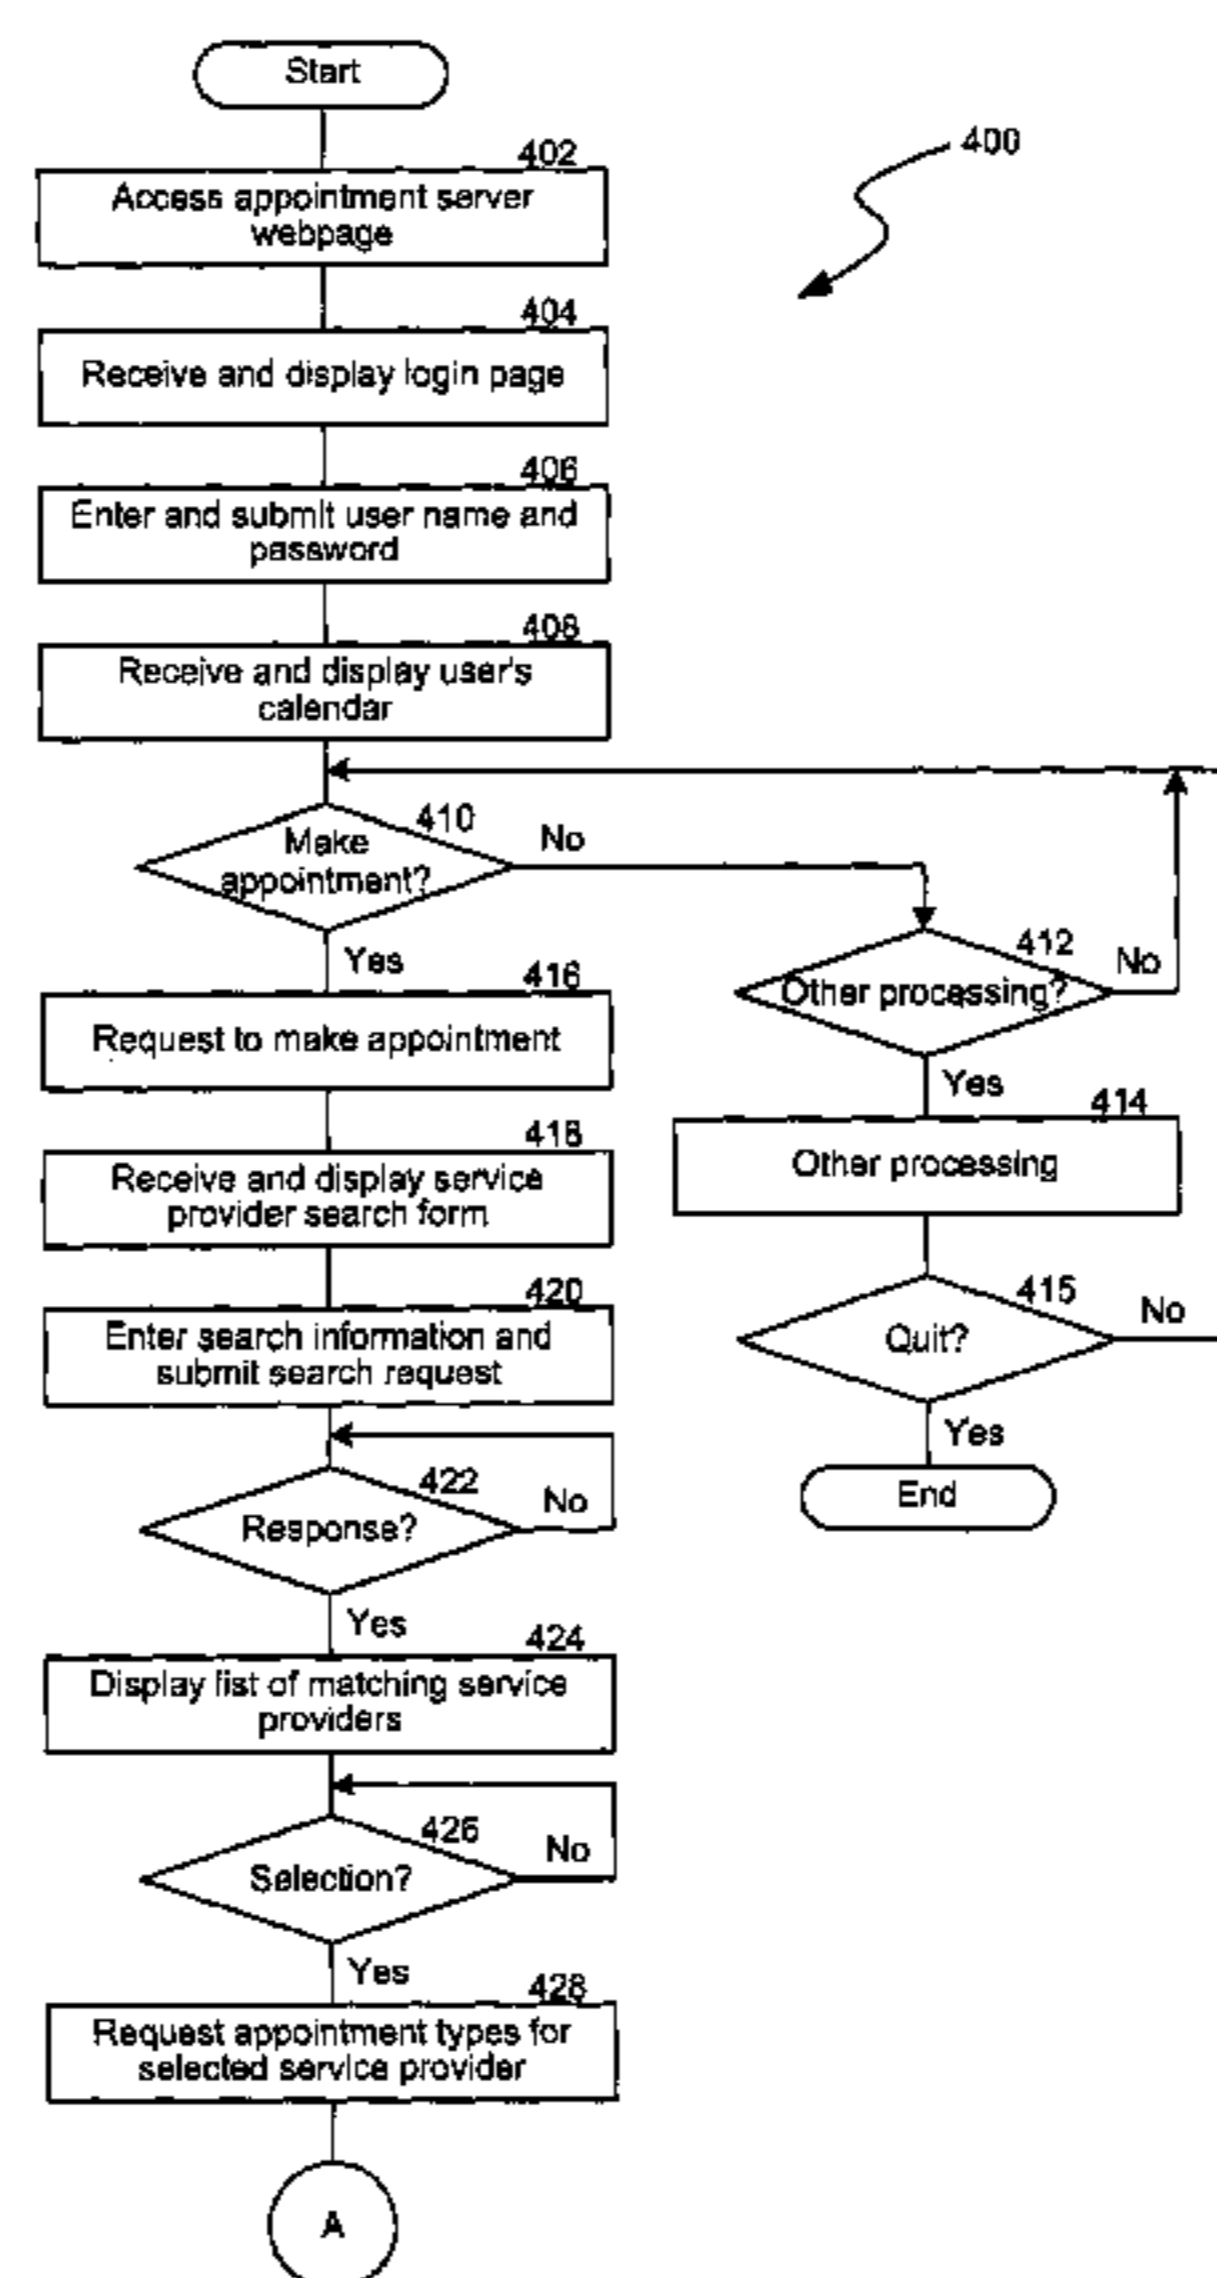 Start
400
402
Access appointment server
webpage
404
Receive and display login page
406
Enter and submit user name and
password
408
Receive and display user's
calendar
410
Make
appointment?
No
Yes
412
Other processing?
No
Yes
414
Other processing
415
Quit?
No
Yes
End
416
Request to make appointment
418
Receive and display service
provider search form
420
Enter search information and
submit search request
422
Response?
No
Yes
424
Display list of matching service
providers
426
Selection?
No
Yes
428
Request appointment types for
selected service provider
A